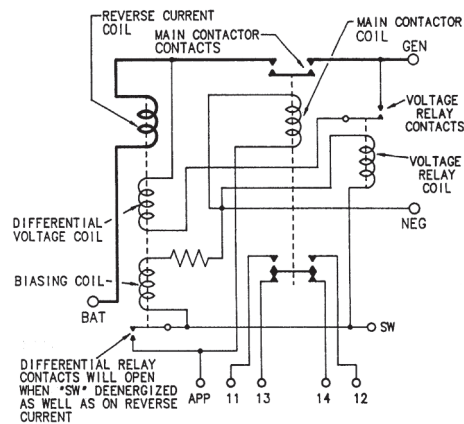 REVERSE CURRENT
COIL
MAIN CONTACTOR
CONTACTS
MAIN CONTACTOR
COIL
GEN
VOLTAGE
RELAY
CONTACTS
VOLTAGE
RELAY
COIL
NEG
DIFFERENTIAL
VOLTAGE COIL
BIASING COIL
BAT
SW
DIFFERENTIAL RELAY
CONTACTS WILL OPEN
WHEN "SW" DEENERGIZED
AS WELL AS ON REVERSE
CURRENT
APP 11 13 14 12